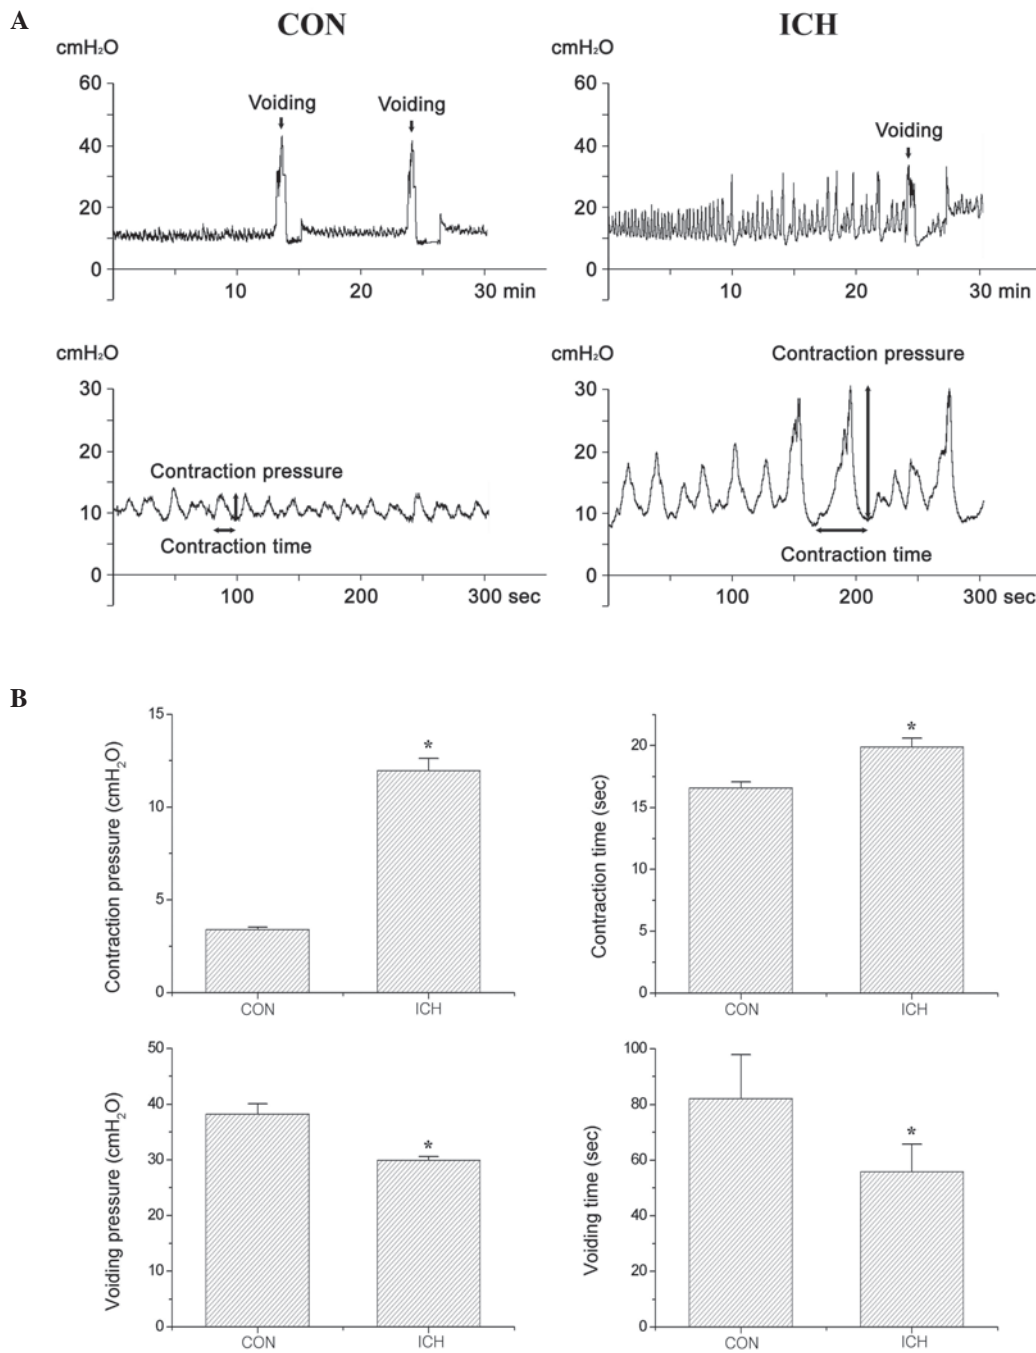 A
CON
ICH
cmH₂O
cmH₂O
60
40
20
0
Voiding
Voiding
10
20
30 min
60
40
20
0
Voiding
10
20
30 min
cmH₂O
cmH₂O
30
20
10
0
Contraction pressure
Contraction time
100
200
300 sec
30
20
10
0
Contraction pressure
Contraction time
100
200
300 sec
B
Contraction pressure (cmH₂O)
15
10
5
0
*
CON
ICH
Contraction time (sec)
20
15
10
5
0
*
CON
ICH
Voiding pressure (cmH₂O)
50
40
30
20
10
0
*
CON
ICH
Voiding time (sec)
100
80
60
40
20
0
*
CON
ICH